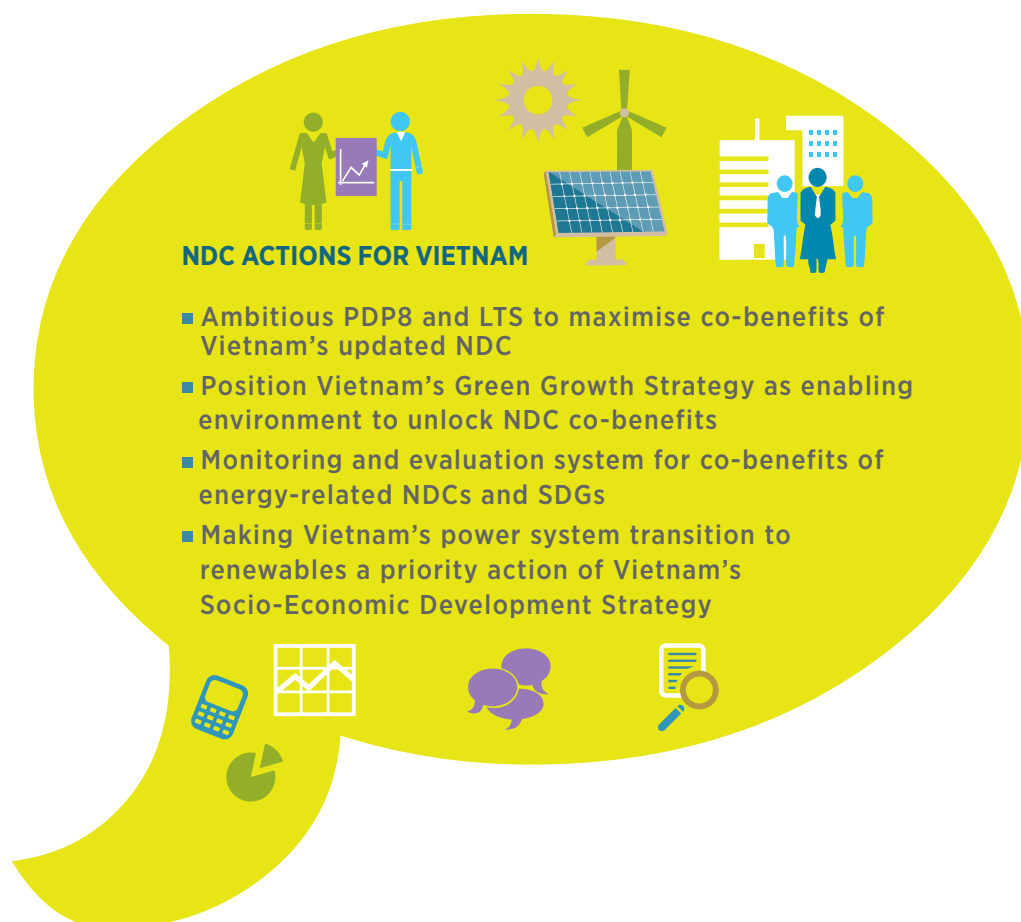 NDC ACTIONS FOR VIETNAM
▪ Ambitious PDP8 and LTS to maximise co-benefits of
Vietnam’s updated NDC
▪ Position Vietnam’s Green Growth Strategy as enabling
environment to unlock NDC co-benefits
▪ Monitoring and evaluation system for co-benefits of
energy-related NDCs and SDGs
▪ Making Vietnam’s power system transition to
renewables a priority action of Vietnam’s
Socio-Economic Development Strategy